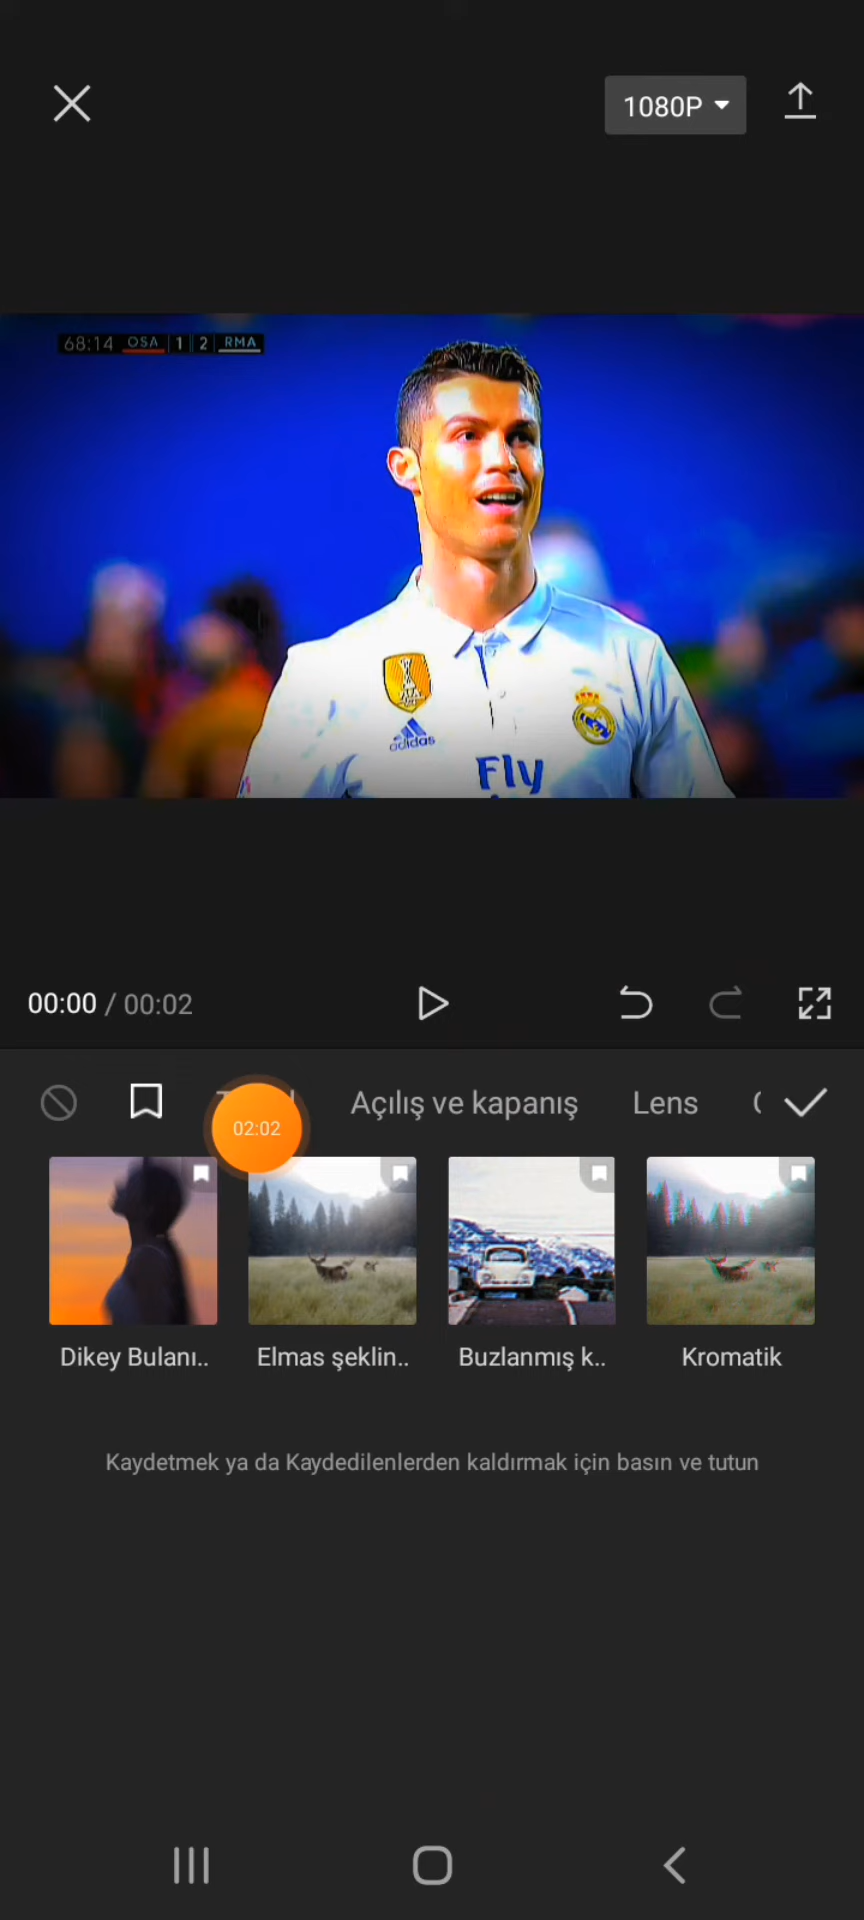 1080P
68:14 OSA 1 2 RMA
adidas
Fly
00:00 / 00:02
Açılış ve kapanış Lens
02:02
Dikey Bulanı.. Elmas şeklin.. Buzlanmış k.. Kromatik
Kaydetmek ya da Kaydedilenlerden kaldırmak için basın ve tutun